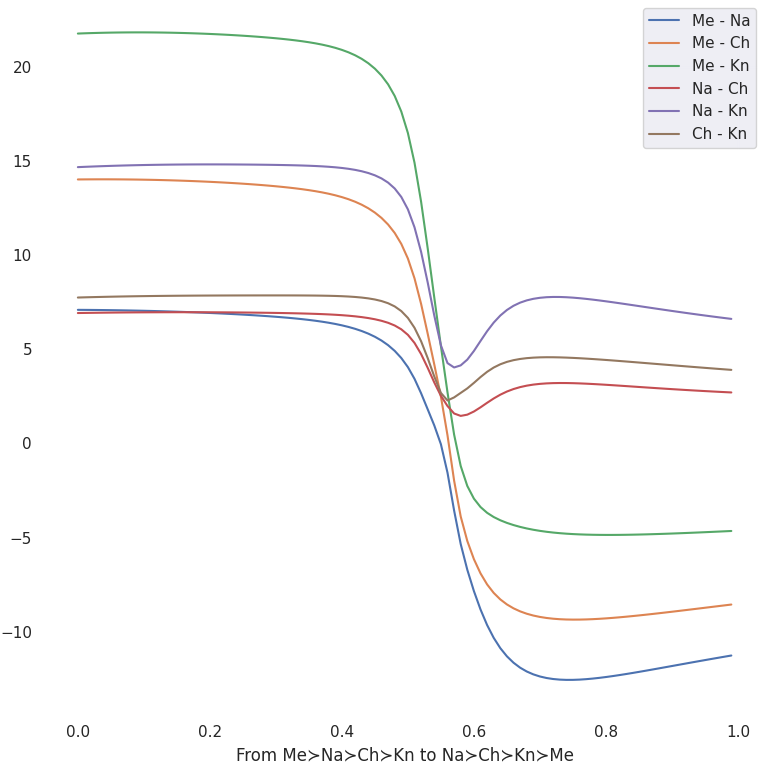 Me - Na
Me - Ch
Me - Kn
Na - Ch
Na - Kn
Ch - Kn
20
15
10
5
0
−5
−10
0.0 0.2 0.4 0.6 0.8 1.0
From Me≻Na≻Ch≻Kn to Na≻Ch≻Kn≻Me